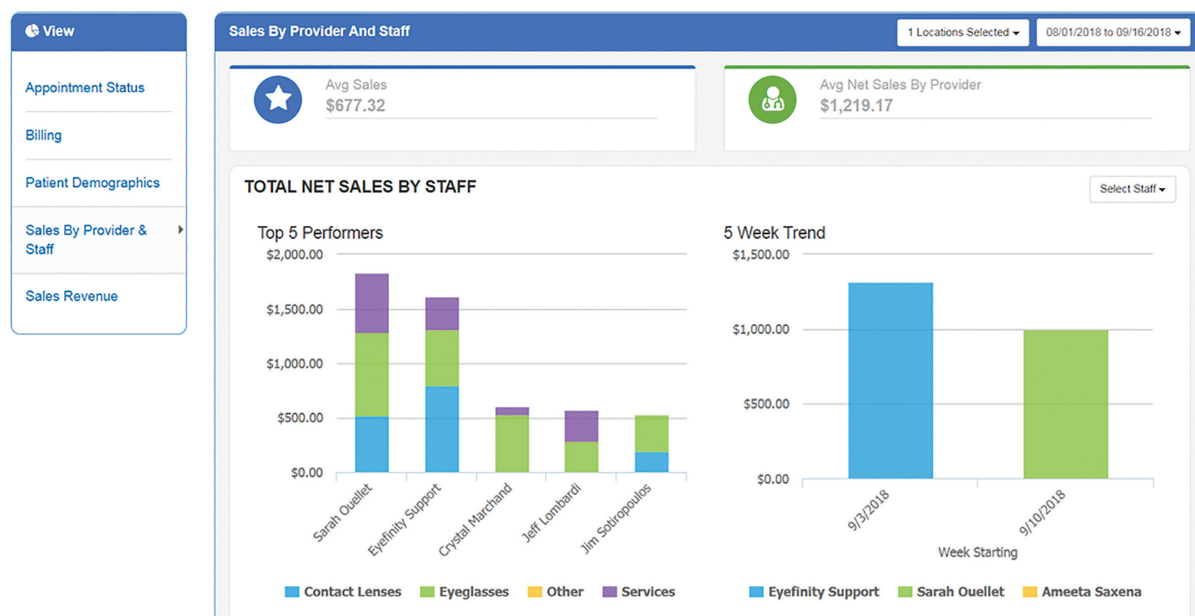 View
Appointment Status
Billing
Patient Demographics
Sales By Provider &
Staff
Sales Revenue
Sales By Provider And Staff
1 Locations Selected
08/01/2018 to 09/16/2018
Avg Sales
$677.32
Avg Net Sales By Provider
$1,219.17
TOTAL NET SALES BY STAFF
Select Staff
Top 5 Performers
$2,000.00
$1,500.00
$1,000.00
$500.00
$0.00
Sarah Ouellet
Eyefinity Support
Crystal Marchand
Jeff Lombardi
Jim Sotiropoulos
Contact Lenses
Eyeglasses
Other
Services
5 Week Trend
$1,500.00
$1,000.00
$500.00
$0.00
9/3/2018
9/10/2018
Week Starting
Eyefinity Support
Sarah Ouellet
Ameeta Saxena